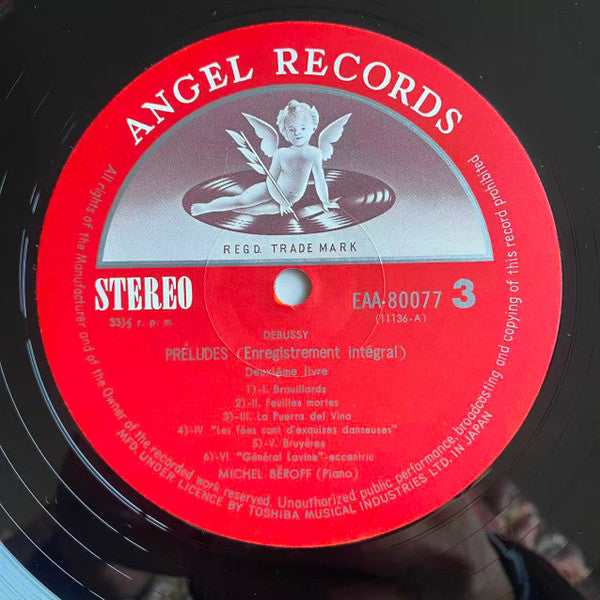 ANGEL RECORDS
REGD. TRADE MARK
STEREO
33⅓ r. p. m.
EAA-80077 3
(11136-A)
DEBUSSY
PRÉLUDES (Enregistrement intégral)
Deuxième livre
1)-I. Brouillards
2)-II. Feuilles mortes
3)-III. La Puerta del Vino
4)-IV "Les fées sont d'exquises danseuses"
5)-V. Bruyères
6)-VI. "Général Lavine"-eccentric
MICHEL BÉROFF (Piano)
All rights of the Manufacturer and of the Owner of the recorded work reserved. Unauthorized public performance, broadcasting and copying of this record prohibited
MFD. UNDER LICENCE BY TOSHIBA MUSICAL INDUSTRIES LTD. IN JAPAN